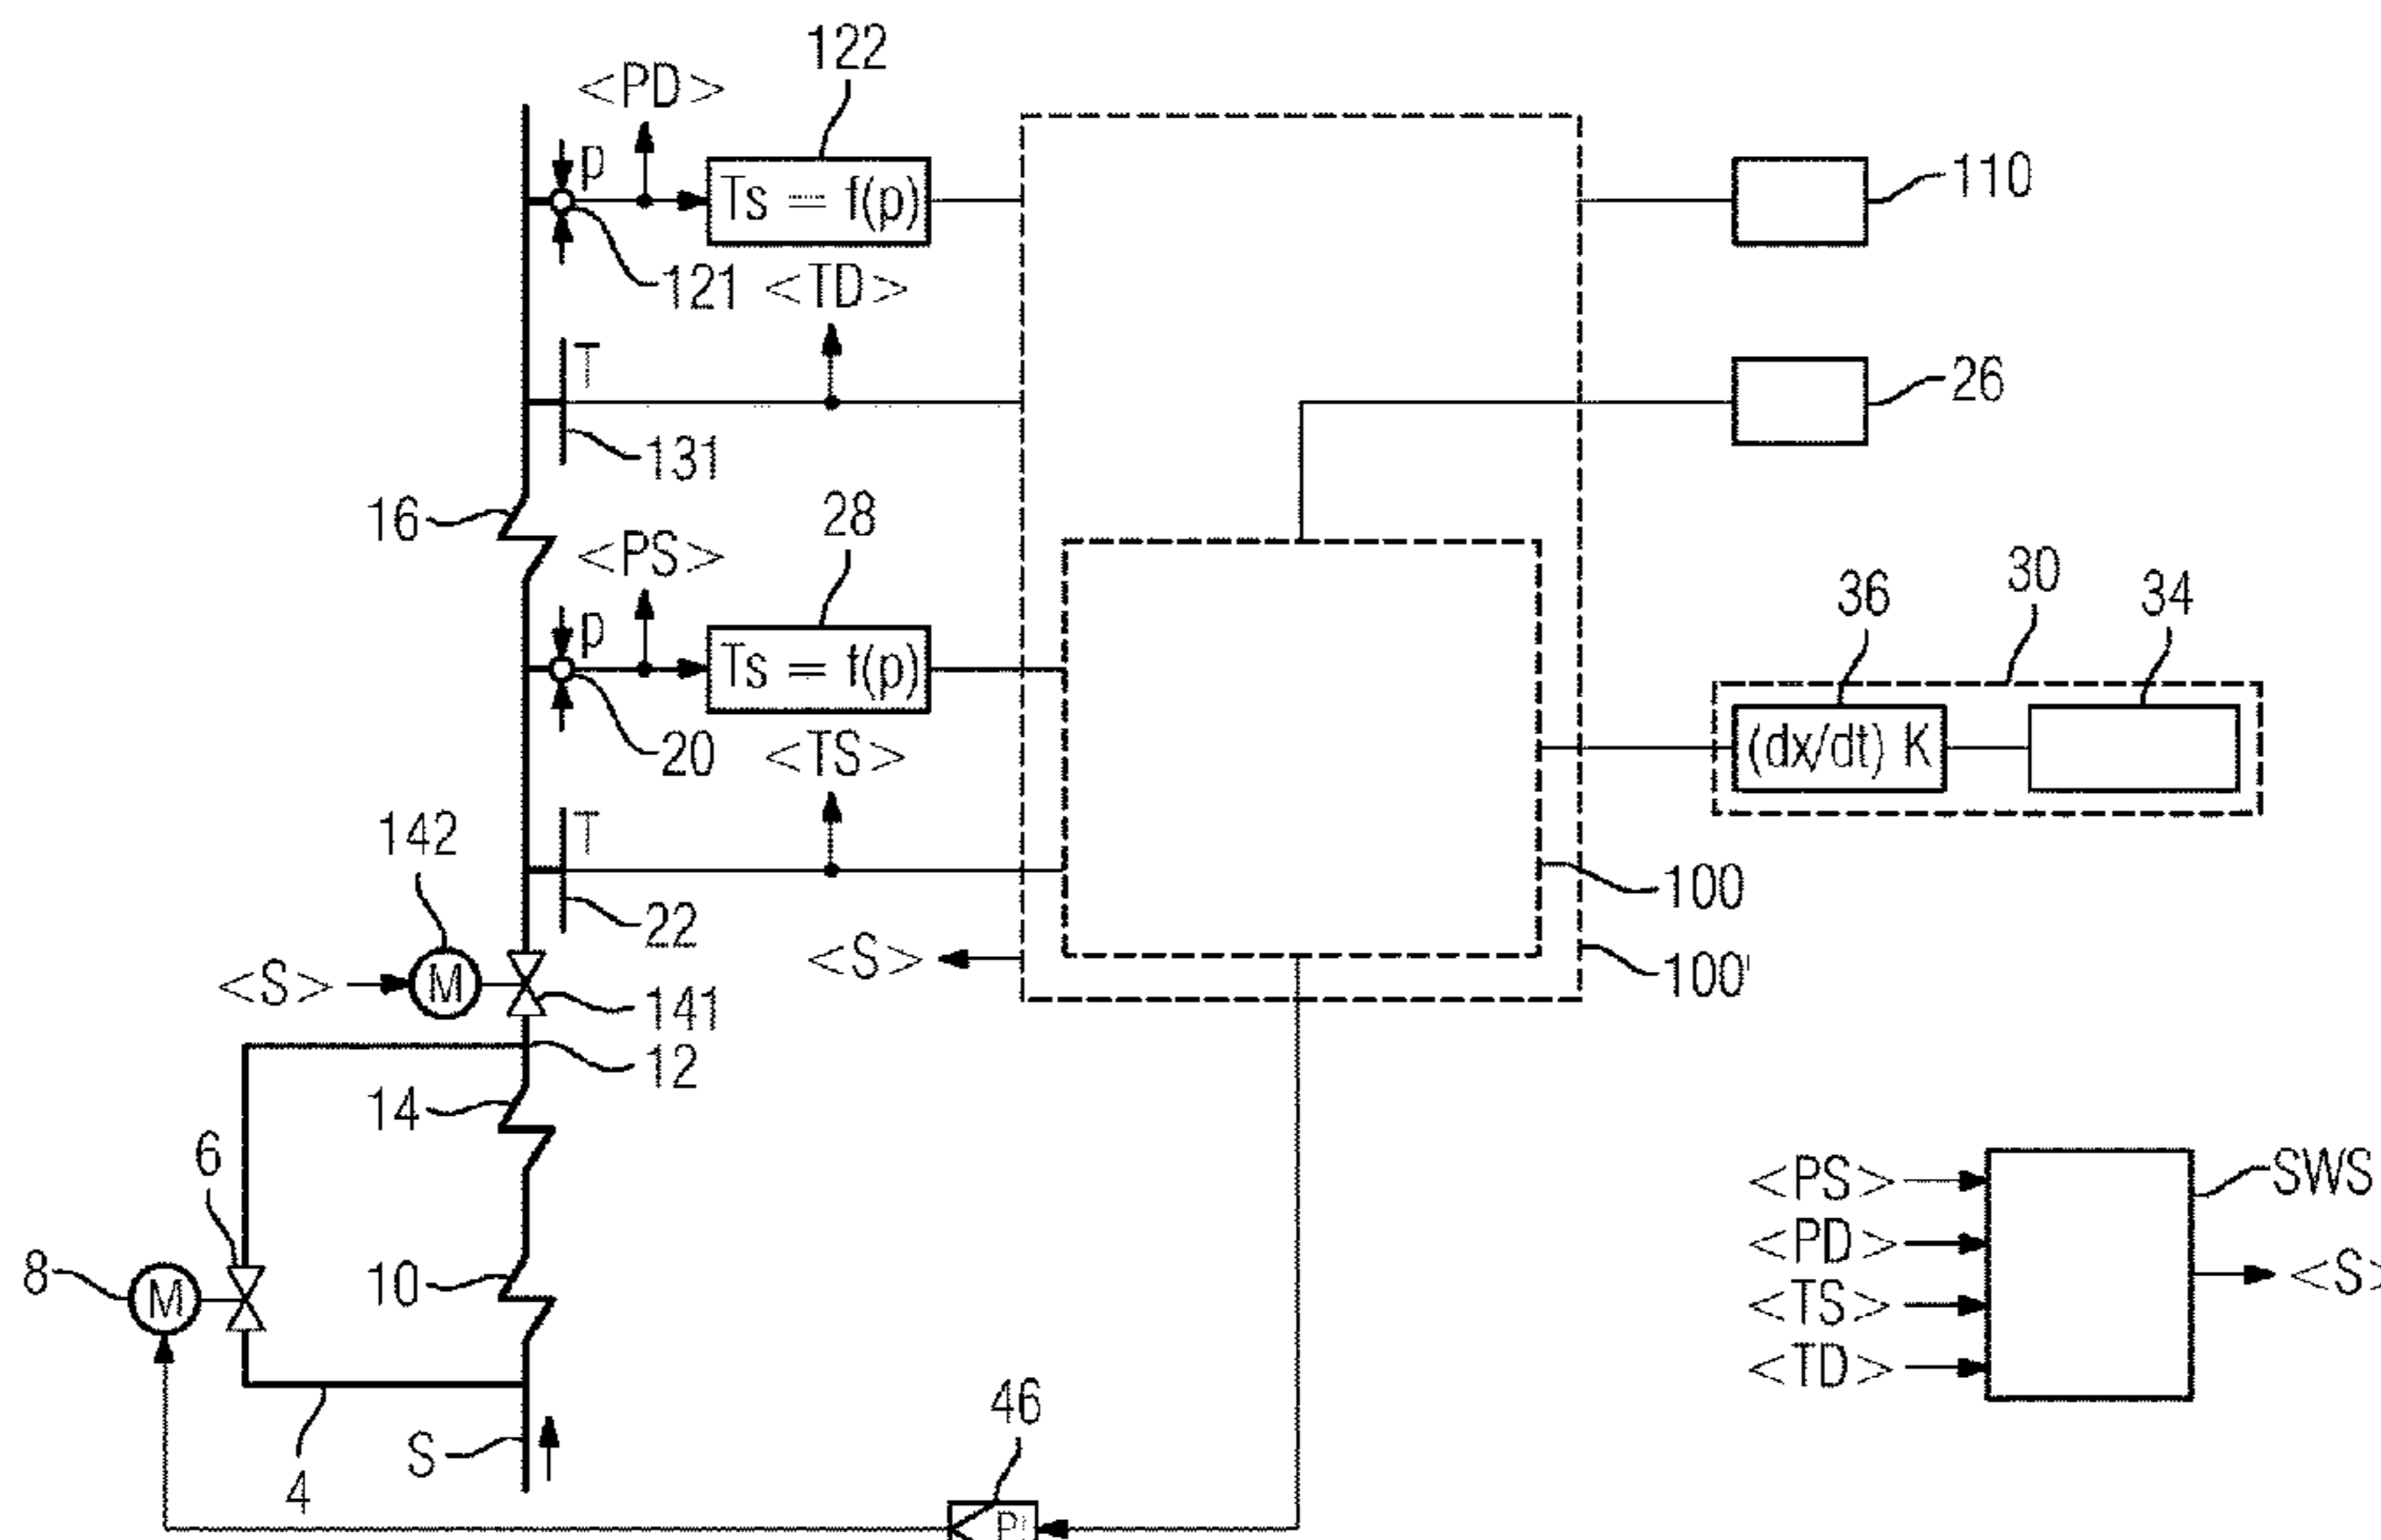 122
<PD>
p
Ts = f(p)
110
121
<TD>
T
26
131
16
28
<PS>
p
Ts = f(p)
36
30
34
20
(dx/dt) K
<TS>
142
T
100
22
<S>
100'
<S>
M
141
12
14
6
<PS>
SWS
<PD>
8
M
10
<S>
<TS>
<TD>
46
S
4